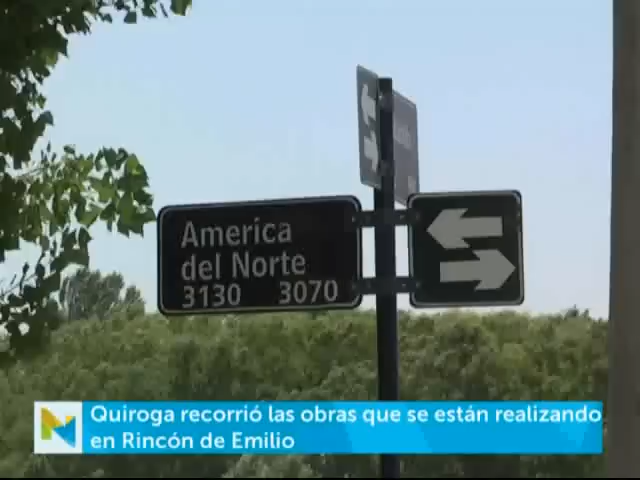 America
del Norte
3130 3070
Quiroga recorrió las obras que se están realizando
en Rincón de Emilio